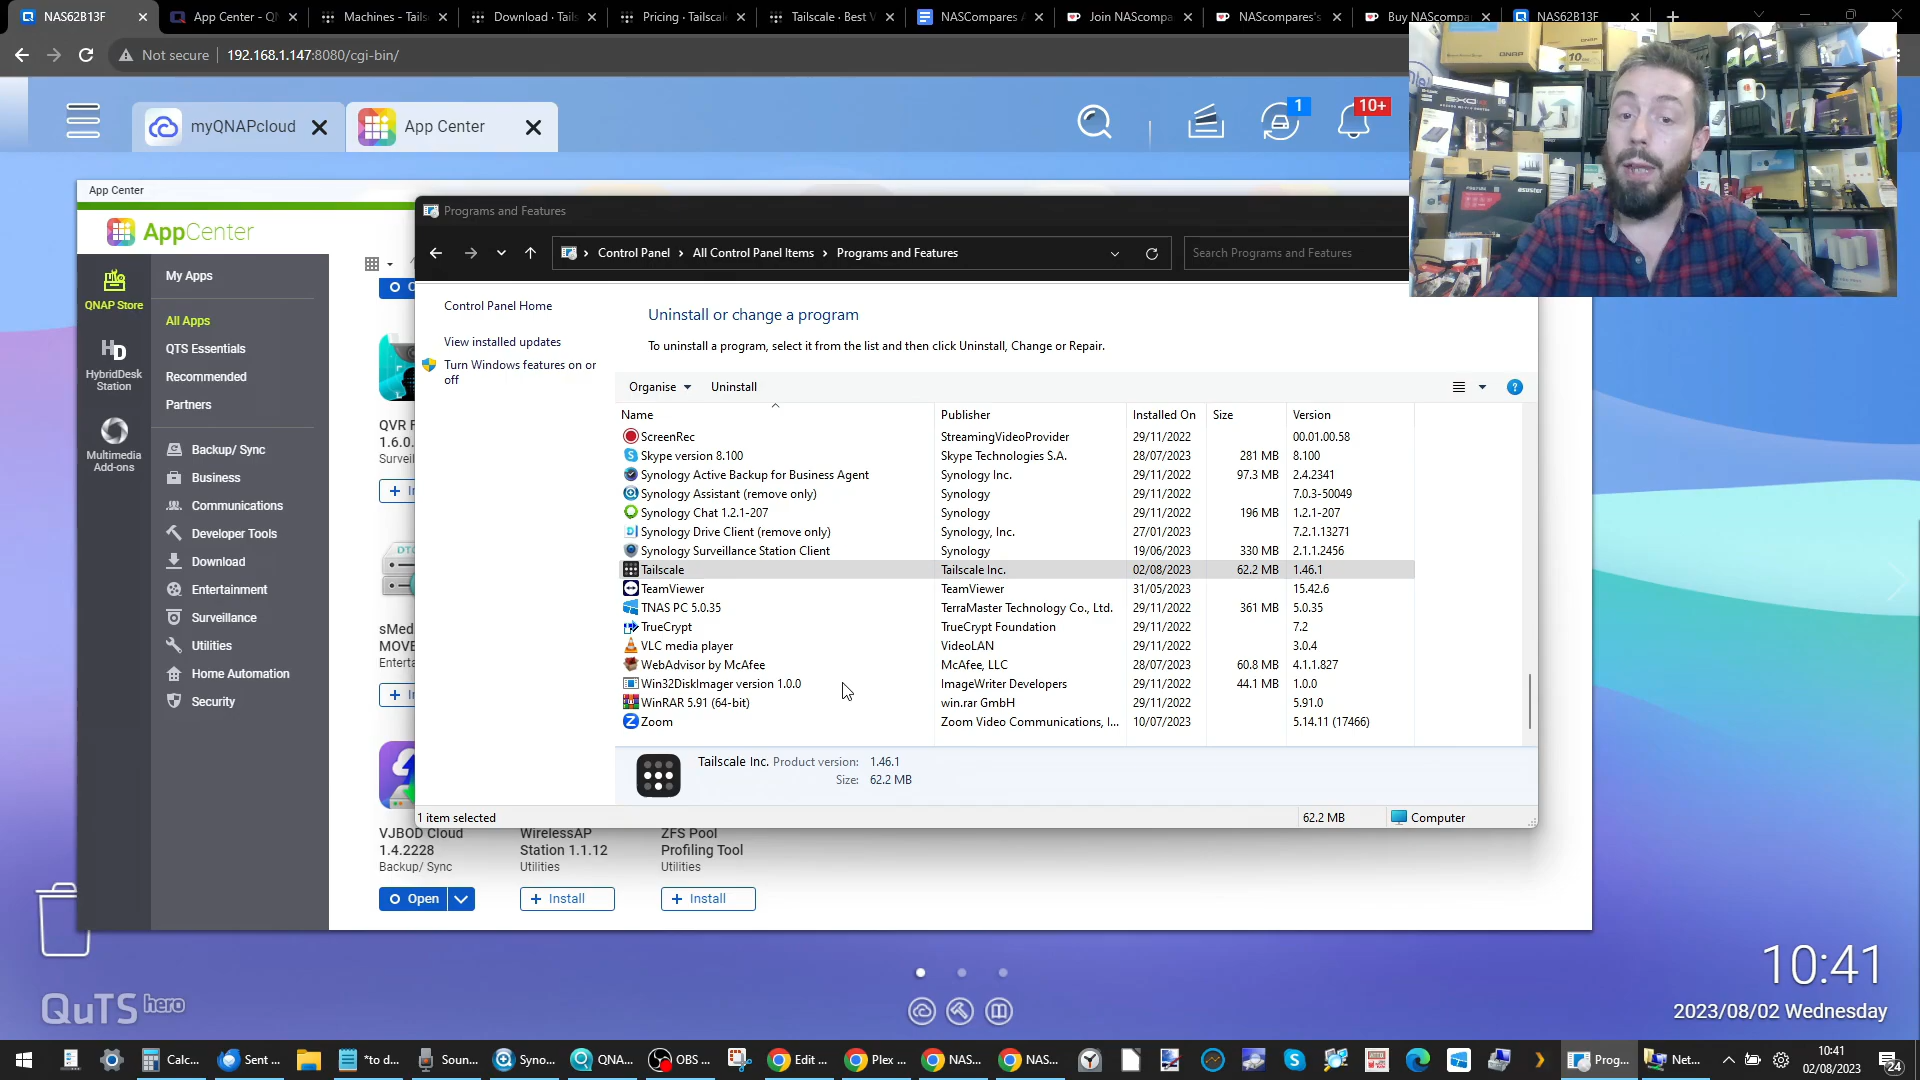 NAS62B13F
App Center - Q
Machines - Tails
Download · Tails
Pricing · Tailscal
Tailscale · Best V
NASCompares A
Join NAScompa
NAScompares's
Buy NAScompa
NAS62B13F
Not secure
192.168.1.147:8080/cgi-bin/
myQNAPcloud
App Center
1
10+
App Center
AppCenter
QNAP Store
HybridDesk
Station
Multimedia
Add-ons
My Apps
All Apps
QTS Essentials
Recommended
Partners
Backup/ Sync
Business
Communications
Developer Tools
Download
Entertainment
Surveillance
Utilities
Home Automation
Security
QVR F
1.6.0.
Surveil
+ In
sMed
MOVE
Enterta
+ In
VJBOD Cloud
1.4.2228
Backup/ Sync
Open
WirelessAP
Station 1.1.12
Utilities
+ Install
ZFS Pool
Profiling Tool
Utilities
+ Install
Programs and Features
Control Panel > All Control Panel Items > Programs and Features
Search Programs and Features
Control Panel Home
View installed updates
Turn Windows features on or
off
Uninstall or change a program
To uninstall a program, select it from the list and then click Uninstall, Change or Repair.
Organise
Uninstall
Name Publisher Installed On Size Version
ScreenRec StreamingVideoProvider 29/11/2022 00.01.00.58
Skype version 8.100 Skype Technologies S.A. 28/07/2023 281 MB 8.100
Synology Active Backup for Business Agent Synology Inc. 29/11/2022 97.3 MB 2.4.2341
Synology Assistant (remove only) Synology 29/11/2022 7.0.3-50049
Synology Chat 1.2.1-207 Synology 29/11/2022 196 MB 1.2.1-207
Synology Drive Client (remove only) Synology, Inc. 27/01/2023 7.2.1.13271
Synology Surveillance Station Client Synology 19/06/2023 330 MB 2.1.1.2456
Tailscale Tailscale Inc. 02/08/2023 62.2 MB 1.46.1
TeamViewer TeamViewer 31/05/2023 15.42.6
TNAS PC 5.0.35 TerraMaster Technology Co., Ltd. 29/11/2022 361 MB 5.0.35
TrueCrypt TrueCrypt Foundation 29/11/2022 7.2
VLC media player VideoLAN 29/11/2022 3.0.4
WebAdvisor by McAfee McAfee, LLC 28/07/2023 60.8 MB 4.1.1.827
Win32DiskImager version 1.0.0 ImageWriter Developers 29/11/2022 44.1 MB 1.0.0
WinRAR 5.91 (64-bit) win.rar GmbH 29/11/2022 5.91.0
Zoom Zoom Video Communications, I... 10/07/2023 5.14.11 (17466)
Tailscale Inc. Product version: 1.46.1
Size: 62.2 MB
1 item selected
62.2 MB
Computer
10:41
2023/08/02 Wednesday
QuTS hero
Calc...
Sent ...
*to d...
Soun...
Syno...
QNA...
OBS ...
Edit ...
Plex ...
NAS...
NAS...
Prog...
Net...
10:41
02/08/2023
24